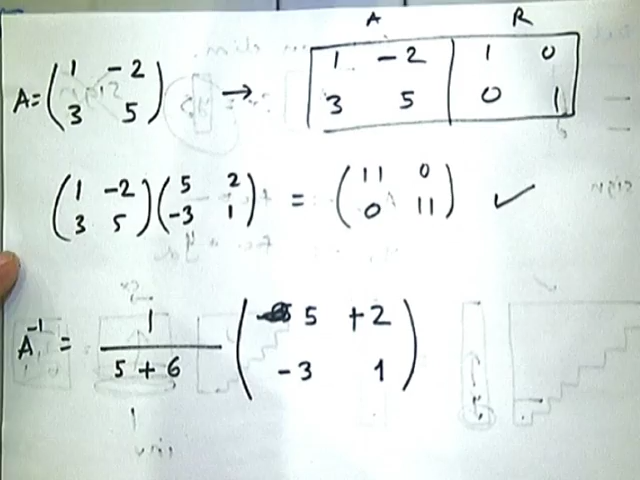 A R
A = ( 1 -2 ) → | 1 -2 | 1 0 |
( 3 5 ) | 3 5 | 0 1 |
( 1 -2 ) ( 5 2 ) = ( 11 0 ) ✓
( 3 5 ) ( -3 1 ) ( 0 11 )
A⁻¹ = 1 ( 5 +2 )
5 + 6 ( -3 1 )